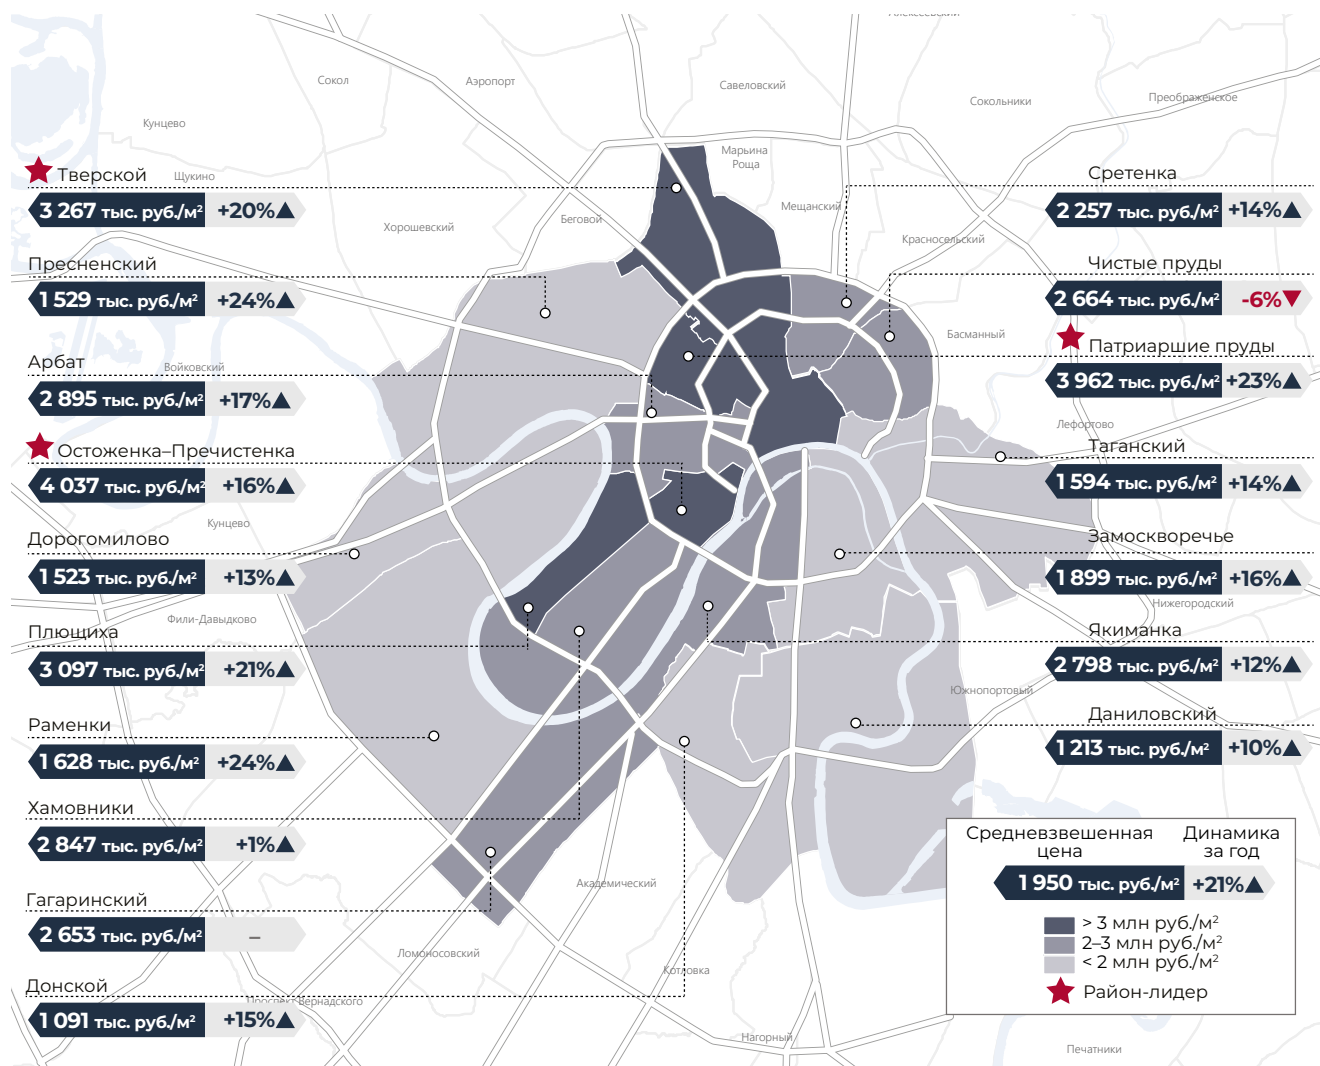 Алексеевский
Сокол
Аэропорт
Савеловский
Сокольники
Преображенское
Кунцево
Марьина
Роща
Щукино
Хорошевский
Беговой
Мещанский
Красносельский
Басманный
Войковский
Лефортово
Кунцево
Фили-Давыдково
Нижегородский
Южнопортовый
Академический
Ломоносовский
Котловка
Проспект Вернадского
Нагорный
Печатники
Тверской
3 267 тыс. руб./м²
+20%
Пресненский
1 529 тыс. руб./м²
+24%
Арбат
2 895 тыс. руб./м²
+17%
Остоженка–Пречистенка
4 037 тыс. руб./м²
+16%
Дорогомилово
1 523 тыс. руб./м²
+13%
Плющиха
3 097 тыс. руб./м²
+21%
Раменки
1 628 тыс. руб./м²
+24%
Хамовники
2 847 тыс. руб./м²
+1%
Гагаринский
2 653 тыс. руб./м²
–
Донской
1 091 тыс. руб./м²
+15%
Сретенка
2 257 тыс. руб./м²
+14%
Чистые пруды
2 664 тыс. руб./м²
-6%
Патриаршие пруды
3 962 тыс. руб./м²
+23%
Таганский
1 594 тыс. руб./м²
+14%
Замоскворечье
1 899 тыс. руб./м²
+16%
Якиманка
2 798 тыс. руб./м²
+12%
Даниловский
1 213 тыс. руб./м²
+10%
Средневзвешенная
цена
Динамика
за год
1 950 тыс. руб./м²
+21%
> 3 млн руб./м²
2–3 млн руб./м²
< 2 млн руб./м²
Район-лидер